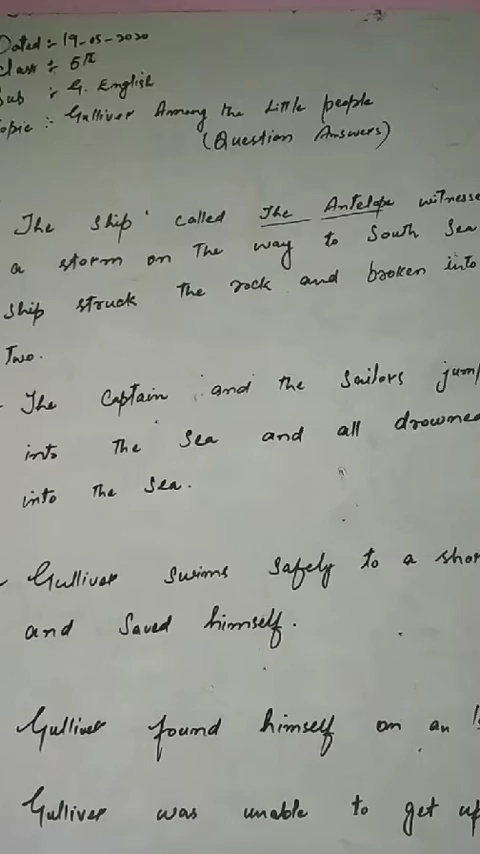 Dated :- 19-05-2020
Class :- 6th
Sub :- G. English
Topic :- Gulliver Among the Little people
(Question Answers)
The Ship' called The Antelope witnesse
a storm on The way to South Sea
Ship struck The rock and broken into
Two.
The Captain and the Sailors jump
into The Sea and all drowned
into The Sea.
Gulliver swims Safely to a shor
and Saved himself.
Gulliver found himself on an
Gulliver was unable to get up